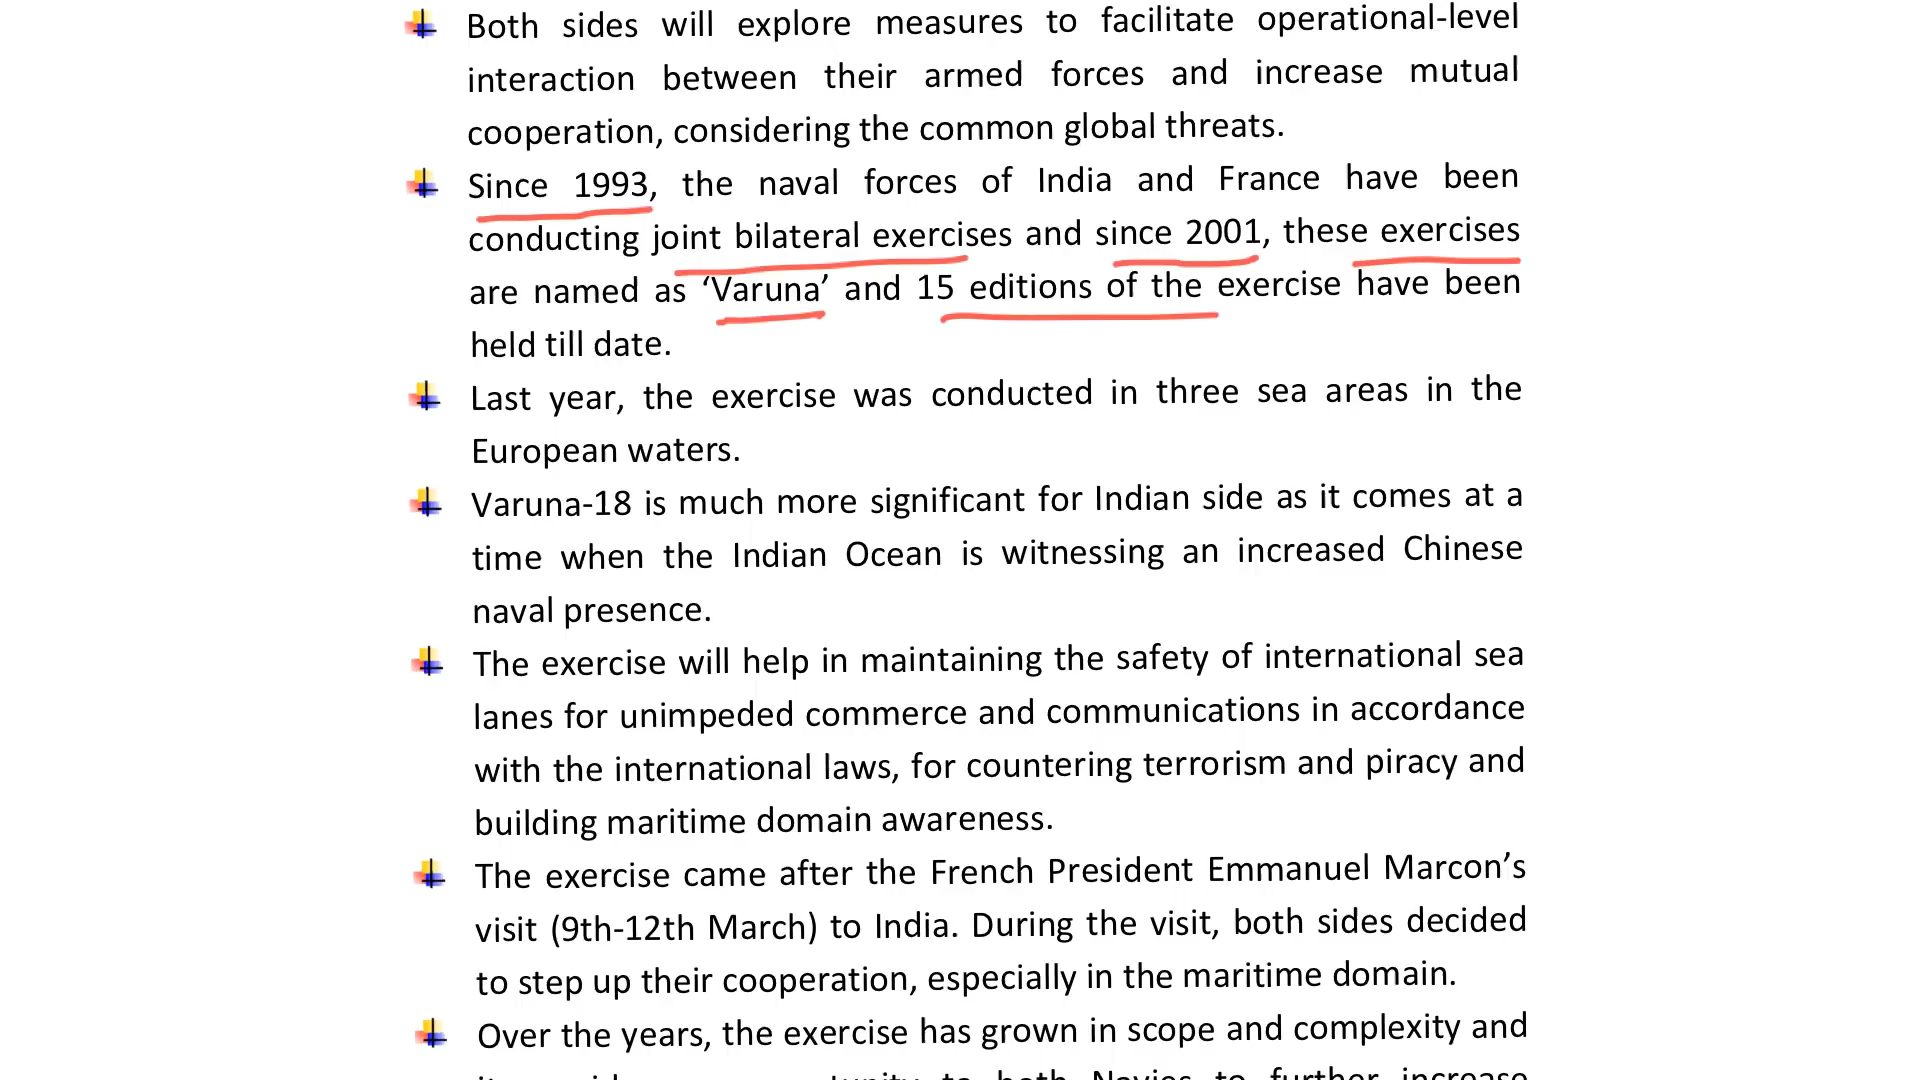 Both sides will explore measures to facilitate operational-level
interaction between their armed forces and increase mutual
cooperation, considering the common global threats.
Since 1993, the naval forces of India and France have been
conducting joint bilateral exercises and since 2001, these exercises
are named as ‘Varuna’ and 15 editions of the exercise have been
held till date.
Last year, the exercise was conducted in three sea areas in the
European waters.
Varuna-18 is much more significant for Indian side as it comes at a
time when the Indian Ocean is witnessing an increased Chinese
naval presence.
The exercise will help in maintaining the safety of international sea
lanes for unimpeded commerce and communications in accordance
with the international laws, for countering terrorism and piracy and
building maritime domain awareness.
The exercise came after the French President Emmanuel Marcon’s
visit (9th-12th March) to India. During the visit, both sides decided
to step up their cooperation, especially in the maritime domain.
Over the years, the exercise has grown in scope and complexity and
to both Navies to further increase